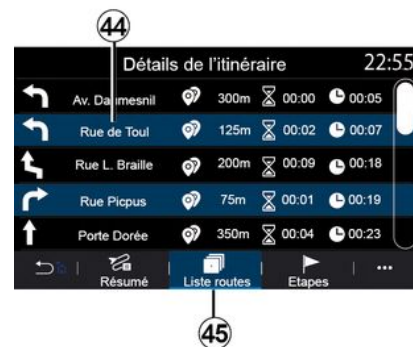 44
Détails de l'itinéraire 22:55
Av. Daumesnil 300m 00:00 00:05
Rue de Toul 125m 00:02 00:07
Rue L. Braille 200m 00:09 00:18
Rue Picpus 75m 00:01 00:19
Porte Dorée 350m 00:04 00:23
Résumé Liste routes Etapes ...
45